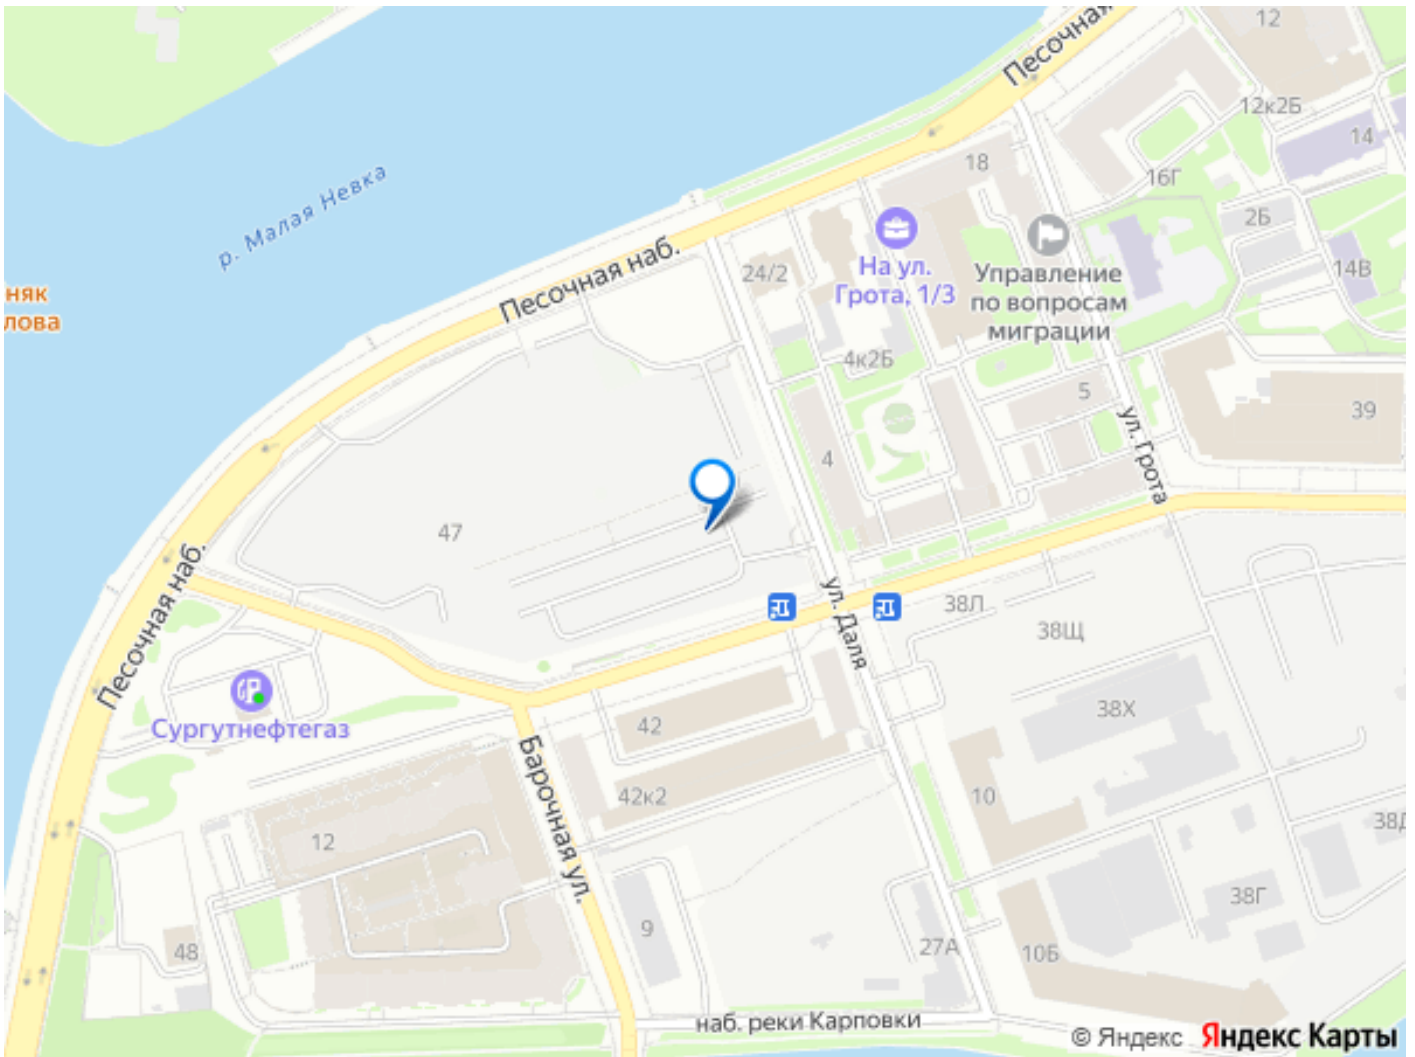 Песочная
12
12к2Б
14
р. Малая Невка
18
16Г
2Б
14В
няк
лова
Песочная наб.
24/2
На ул.
Грота, 1/3
Управление
по вопросам
миграции
4к2Б
5
39
ул. Грота
4
47
Песочная наб.
ул. Даля
38Л
38Щ
38Х
Сургутнефтегаз
42
42к2
Барочная ул.
12
10
38Д
38Г
9
48
27А
10Б
наб. реки Карповки
© Яндекс Яндекс Карты